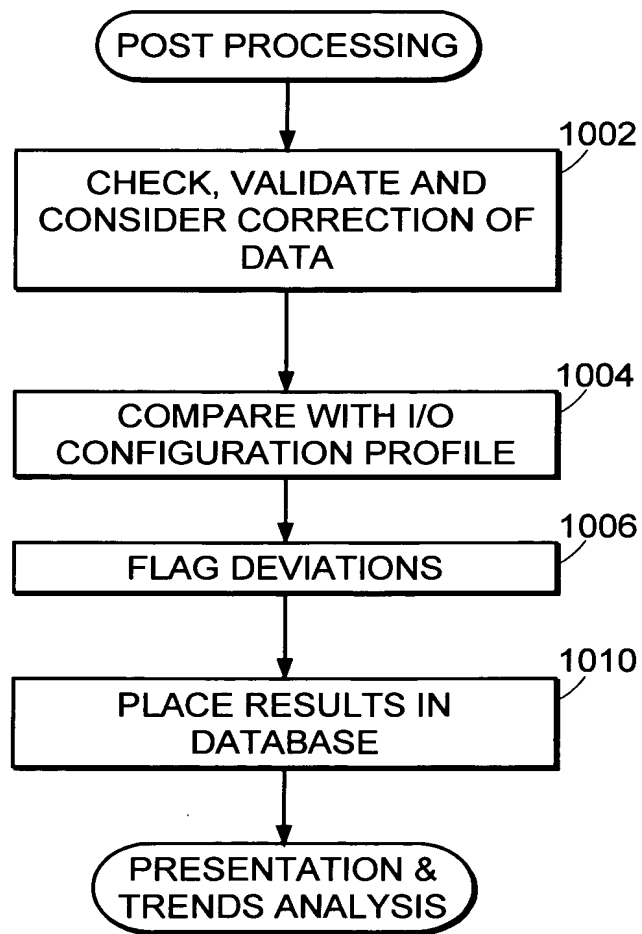 POST PROCESSING
1002
CHECK, VALIDATE AND
CONSIDER CORRECTION OF
DATA
1004
COMPARE WITH I/O
CONFIGURATION PROFILE
1006
FLAG DEVIATIONS
1010
PLACE RESULTS IN
DATABASE
PRESENTATION &
TRENDS ANALYSIS